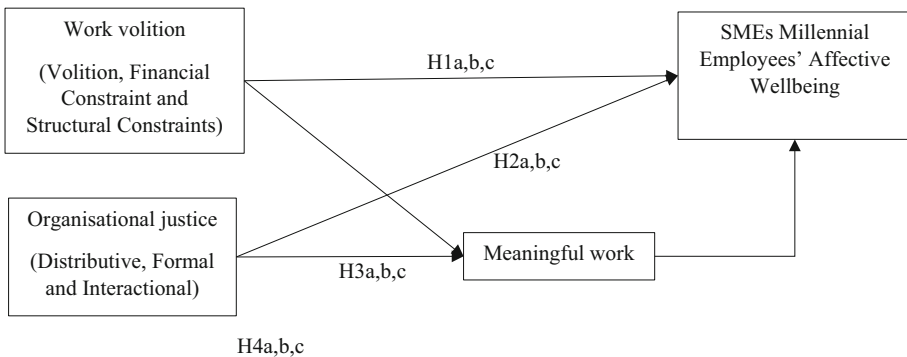 Work volition
(Volition, Financial
Constraint and
Structural Constraints)
H1a,b,c
SMEs Millennial
Employees’ Affective
Wellbeing
H2a,b,c
Organisational justice
(Distributive, Formal
and Interactional)
H3a,b,c
Meaningful work
H4a,b,c